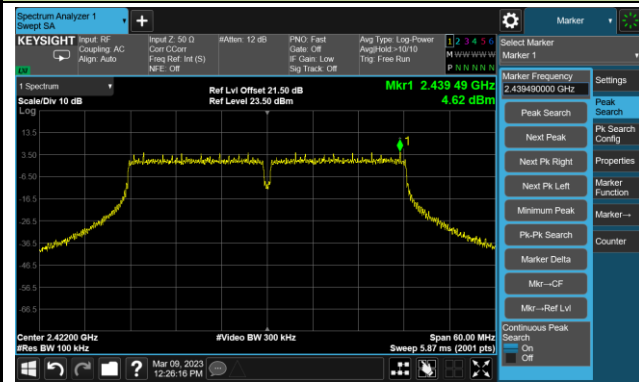 Spectrum Analyzer 1
Swept SA
Marker
KEYSIGHT
Input: RF
Coupling: AC
Align: Auto
Input Z: 50 Ω
Corr CCorr
Freq Ref: Int (S)
NFE: Off
#Atten: 12 dB
PNO: Fast
Gate: Off
IF Gain: Low
Sig Track: Off
Avg Type: Log-Power
Avg|Hold:>10/10
Trig: Free Run
1 2 3 4 5 6
M W W W W W
P N N N N N
Select Marker
Marker 1
LXI
1 Spectrum
Scale/Div 10 dB
Log
Ref Lvl Offset 21.50 dB
Ref Level 23.50 dBm
Mkr1 2.439 49 GHz
4.62 dBm
13.5
3.50
-6.50
-16.5
-26.5
-46.5
-56.5
-66.5
1
Center 2.42200 GHz
#Res BW 100 kHz
#Video BW 300 kHz
Span 60.00 MHz
Sweep 5.87 ms (2001 pts)
Marker Frequency
2.439490000 GHz
Peak Search
Next Peak
Next Pk Right
Next Pk Left
Minimum Peak
Pk-Pk Search
Marker Delta
Mkr→CF
Mkr→Ref Lvl
Continuous Peak
Search
On
Off
Settings
Peak
Search
Pk Search
Config
Properties
Marker
Function
Marker→
Counter
Mar 09, 2023
12:26:16 PM